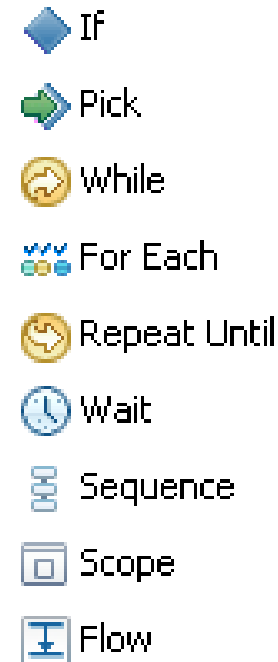 If
Pick
While
For Each
Repeat Until
Wait
Sequence
Scope
Flow